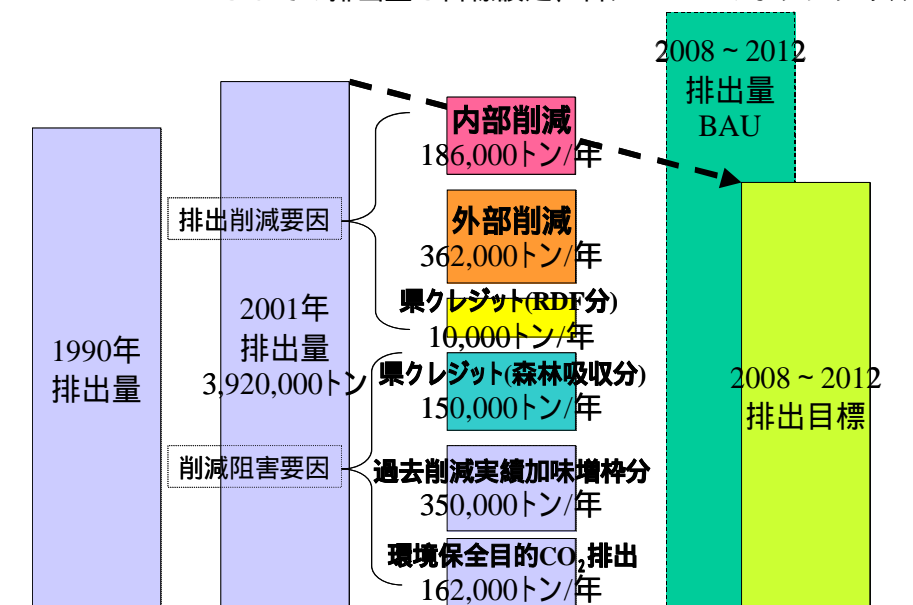 2008～2012
排出量
BAU
内部削減
186,000トン/年
排出削減要因
外部削減
362,000トン/年
県クレジット(RDF分)
10,000トン/年
1990年
排出量
2001年
排出量
3,920,000トン
県クレジット(森林吸収分)
150,000トン/年
2008～2012
排出目標
削減阻害要因
過去削減実績加味増枠分
350,000トン/年
環境保全目的CO₂排出
162,000トン/年